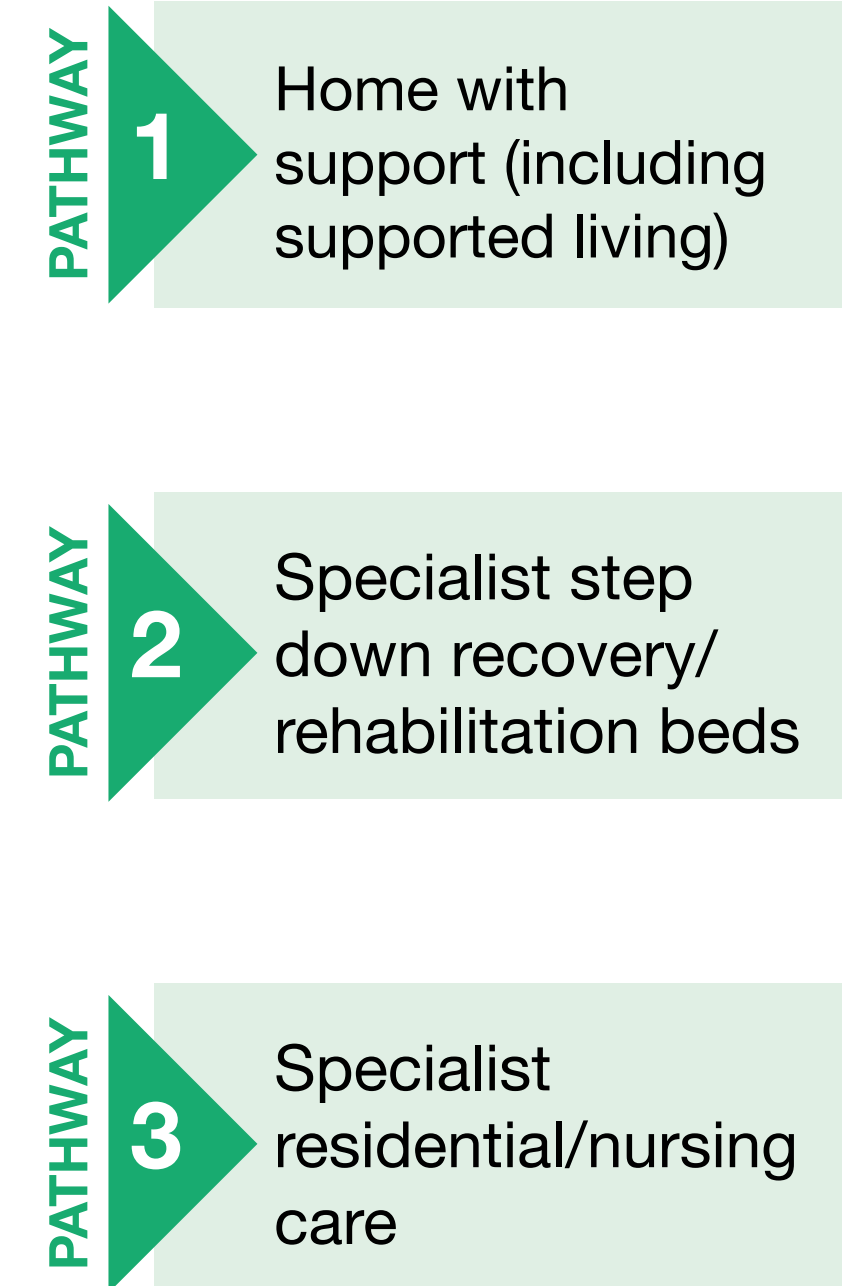 PATHWAY
1
Home with
support (including
supported living)
PATHWAY
2
Specialist step
down recovery/
rehabilitation beds
PATHWAY
3
Specialist
residential/nursing
care